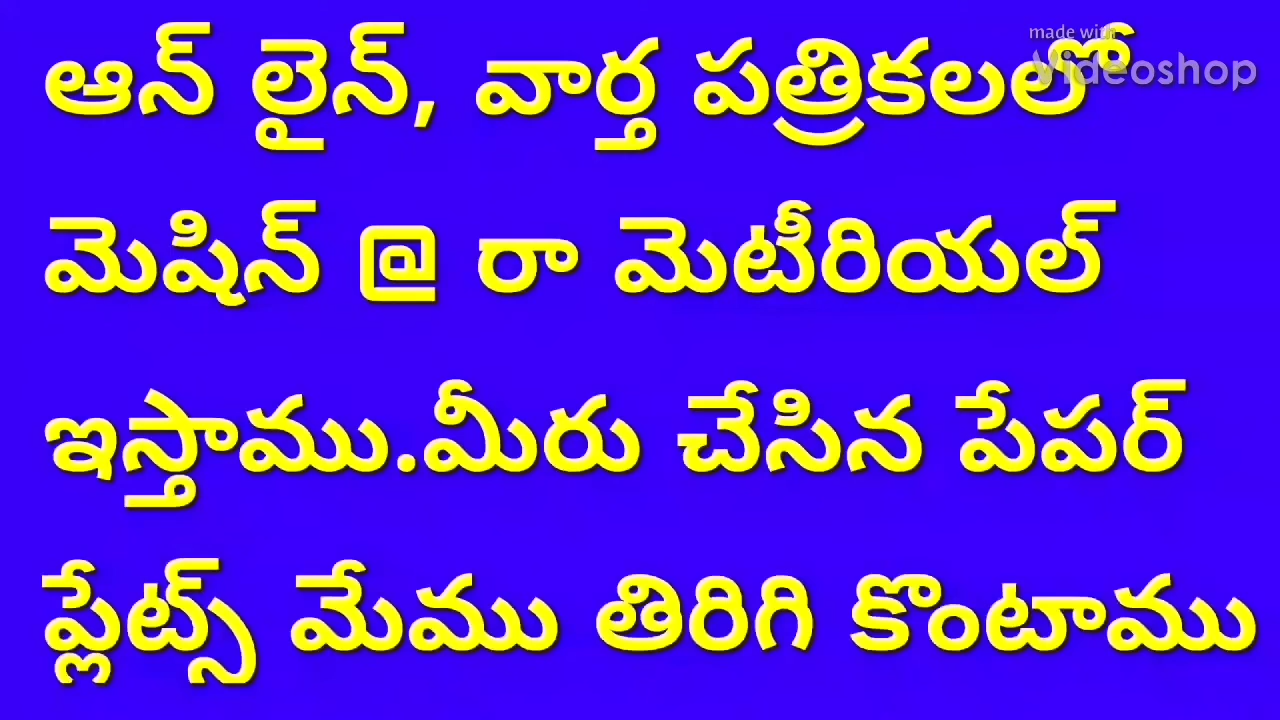 made with
Videoshop
ఆన్ లైన్, వార్త పత్రికలలో
మెషిన్ @ రా మెటీరియల్
ఇస్తాము.మీరు చేసిన పేపర్
ప్లేట్స్ మేము తిరిగి కొంటాము